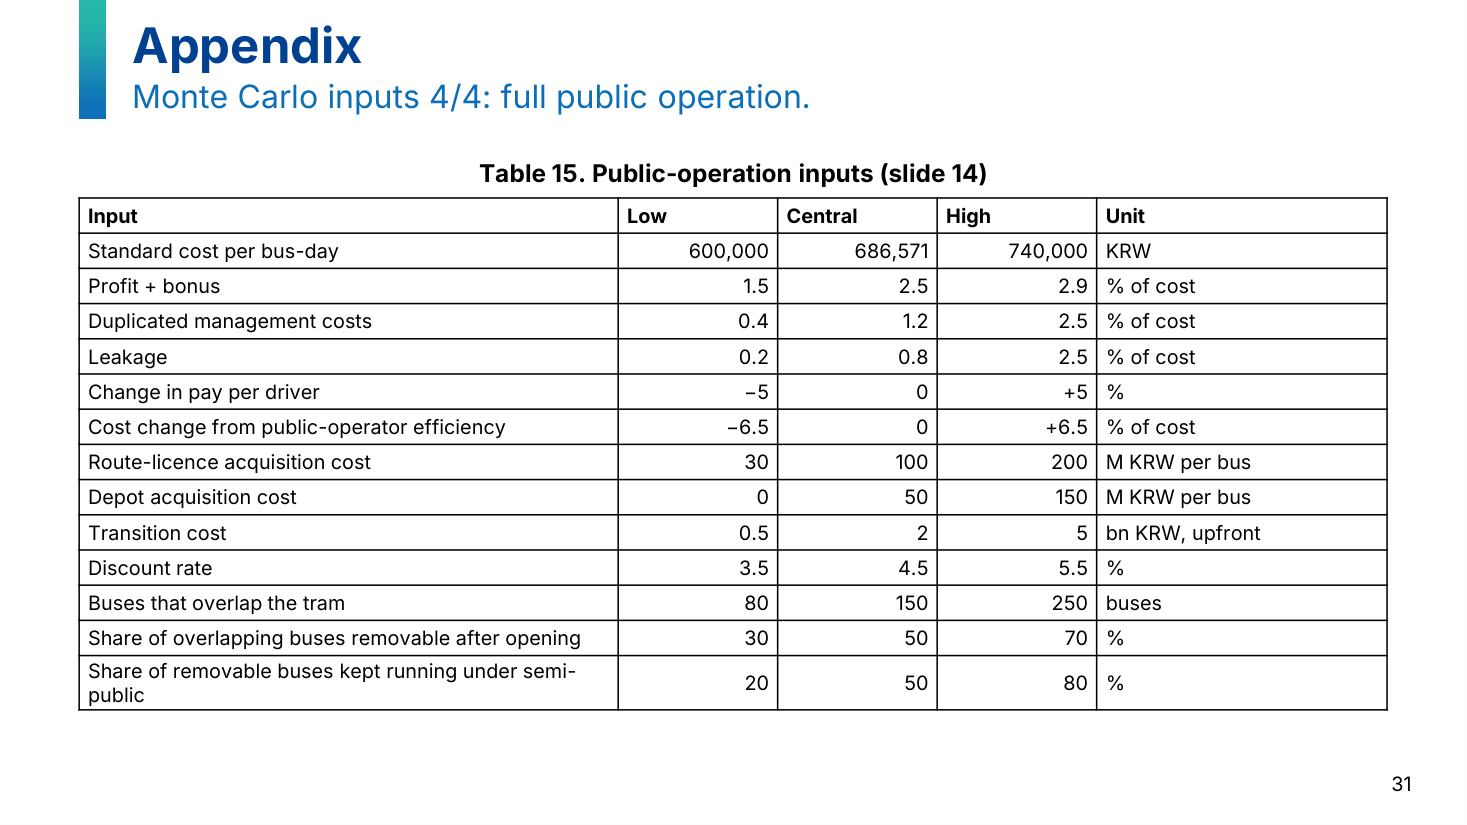 Appendix
Monte Carlo inputs 4/4: full public operation.
Table 15. Public-operation inputs (slide 14)
Input Low Central High Unit
Standard cost per bus-day 600,000 686,571 740,000 KRW
Profit + bonus 1.5 2.5 2.9 % of cost
Duplicated management costs 0.4 1.2 2.5 % of cost
Leakage 0.2 0.8 2.5 % of cost
Change in pay per driver −5 0 +5 %
Cost change from public-operator efficiency −6.5 0 +6.5 % of cost
Route-licence acquisition cost 30 100 200 M KRW per bus
Depot acquisition cost 0 50 150 M KRW per bus
Transition cost 0.5 2 5 bn KRW, upfront
Discount rate 3.5 4.5 5.5 %
Buses that overlap the tram 80 150 250 buses
Share of overlapping buses removable after opening 30 50 70 %
Share of removable buses kept running under semi-
public 20 50 80 %
31